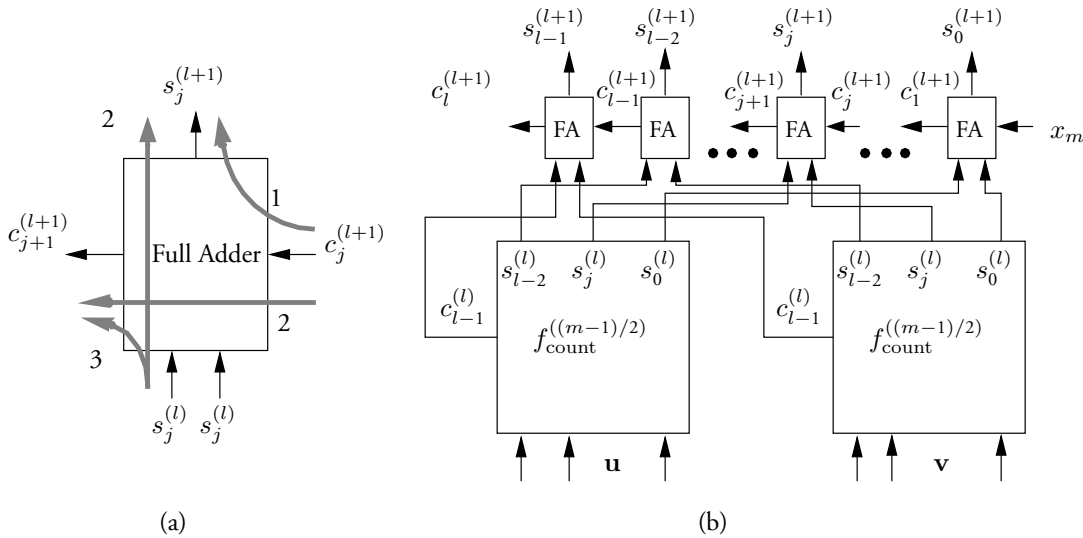 s_j^{(l+1)}
2
1
c_{j+1}^{(l+1)} Full Adder c_j^{(l+1)}
2
3
s_j^{(l)} s_j^{(l)}
(a)
s_{l-1}^{(l+1)} s_{l-2}^{(l+1)} s_j^{(l+1)} s_0^{(l+1)}
c_l^{(l+1)} c_{l-1}^{(l+1)} c_{j+1}^{(l+1)} c_j^{(l+1)} c_1^{(l+1)}
FA FA FA FA x_m
s_{l-2}^{(l)} s_j^{(l)} s_0^{(l)} s_{l-2}^{(l)} s_j^{(l)} s_0^{(l)}
c_{l-1}^{(l)} c_{l-1}^{(l)}
f_{count}^{((m-1)/2)} f_{count}^{((m-1)/2)}
u v
(b)